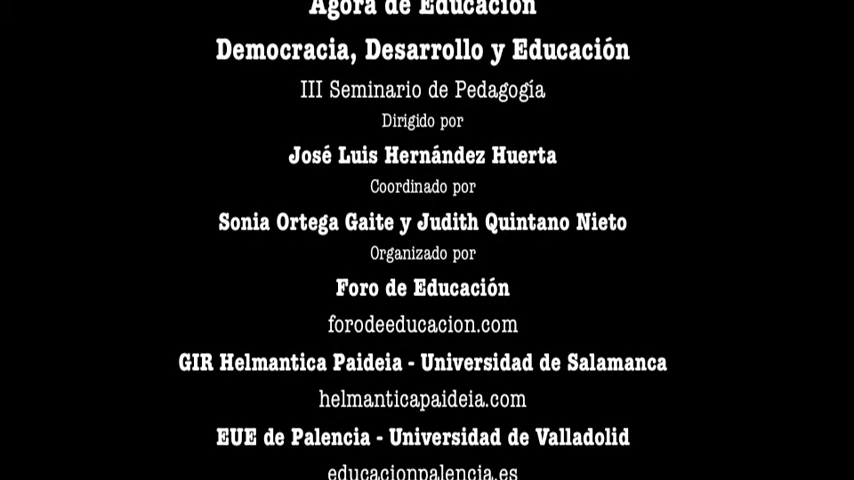 Ágora de Educación
Democracia, Desarrollo y Educación
III Seminario de Pedagogía
Dirigido por
José Luis Hernández Huerta
Coordinado por
Sonia Ortega Gaite y Judith Quintano Nieto
Organizado por
Foro de Educación
forodeeducacion.com
GIR Helmantica Paideia - Universidad de Salamanca
helmanticapaideia.com
EUE de Palencia - Universidad de Valladolid
educacionpalencia.es